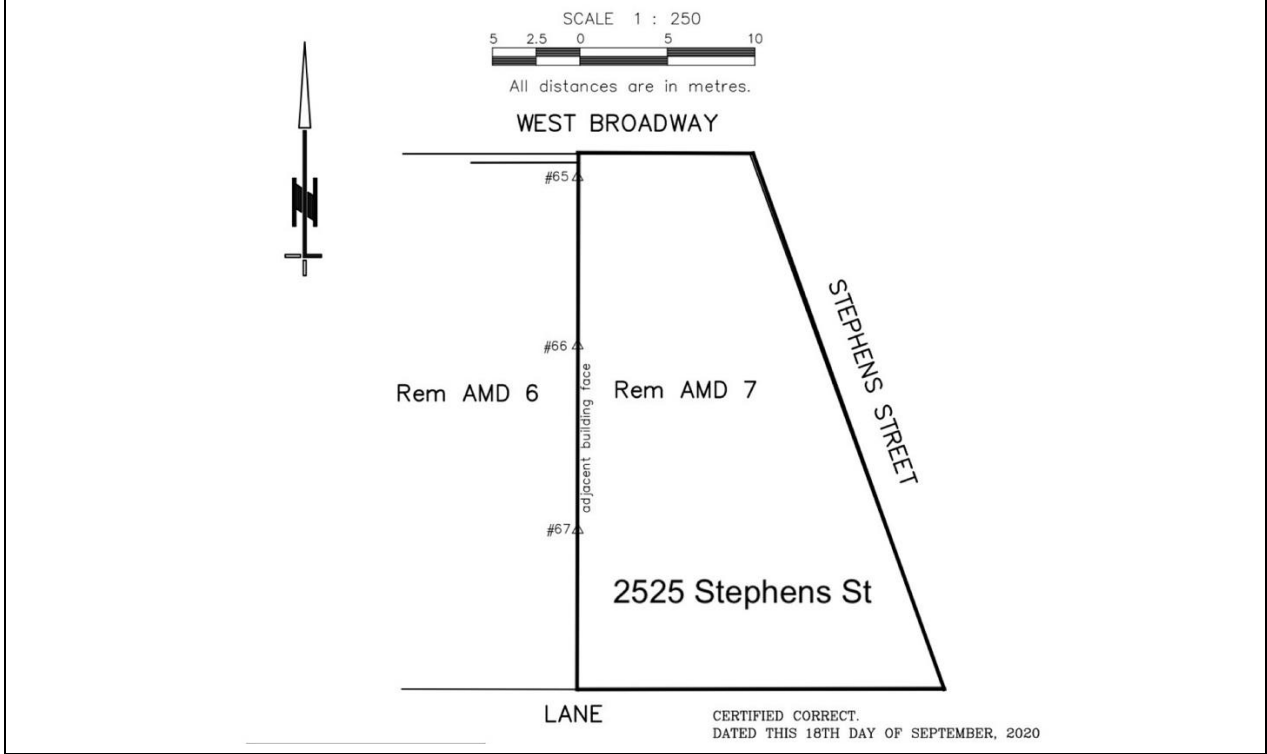 SCALE 1 : 250
5 2.5 0 5 10
All distances are in metres.
WEST BROADWAY
#65
N
STEPHENS STREET
#66
adjacent building face
Rem AMD 6
Rem AMD 7
#67
2525 Stephens St
LANE
CERTIFIED CORRECT.
DATED THIS 18TH DAY OF SEPTEMBER, 2020